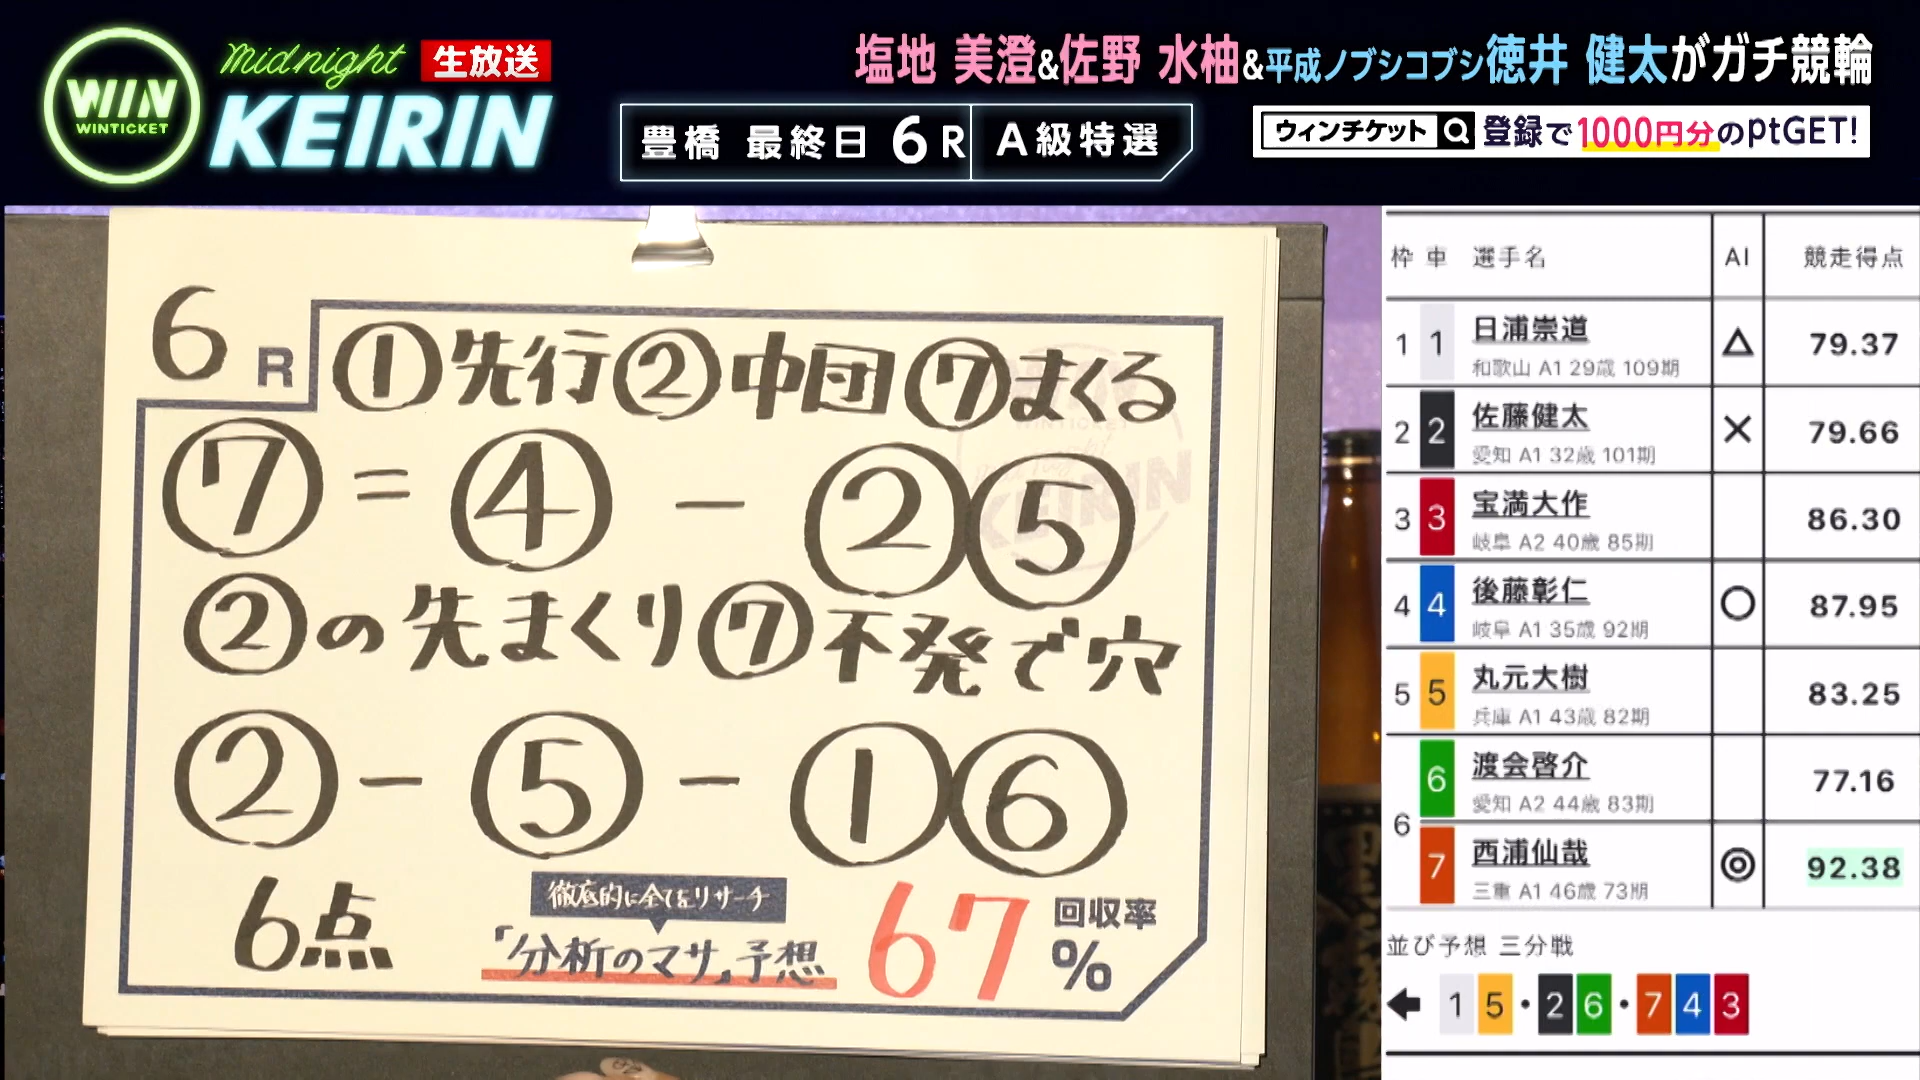 WIN
WINTICKET
Midnight 生放送
KEIRIN
塩地 美澄&佐野 水柚&平成ノブシコブシ徳井 健太がガチ競輪
豊橋 最終日 6R A級特選
ウィンチケット 登録で1000円分のptGET!
6R ①先行②中団⑦まくる
⑦=④-②⑤
②の先まくり⑦不発で穴
②-⑤-①⑥
6点
徹底的に全てをリサーチ
「分析のマサ」予想
67
回収率
%
枠 車 選手名 AI 競走得点
1 1 日浦崇道 △ 79.37
和歌山 A1 29歳 109期
2 2 佐藤健太 × 79.66
愛知 A1 32歳 101期
3 3 宝満大作 86.30
岐阜 A2 40歳 85期
4 4 後藤彰仁 ○ 87.95
岐阜 A1 35歳 92期
5 5 丸元大樹 83.25
兵庫 A1 43歳 82期
6 6 渡会啓介 77.16
愛知 A2 44歳 83期
7 西浦仙哉 ◎ 92.38
三重 A1 46歳 73期
並び予想 三分戦
← 1 5・2 6・7 4 3